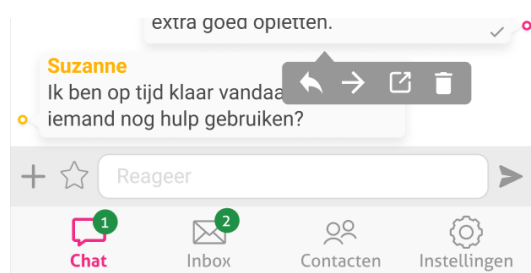 extra goed opletten.
Suzanne
Ik ben op tijd klaar vandaa
iemand nog hulp gebruiken?
Reageer
1
2
Chat
Inbox
Contacten
Instellingen